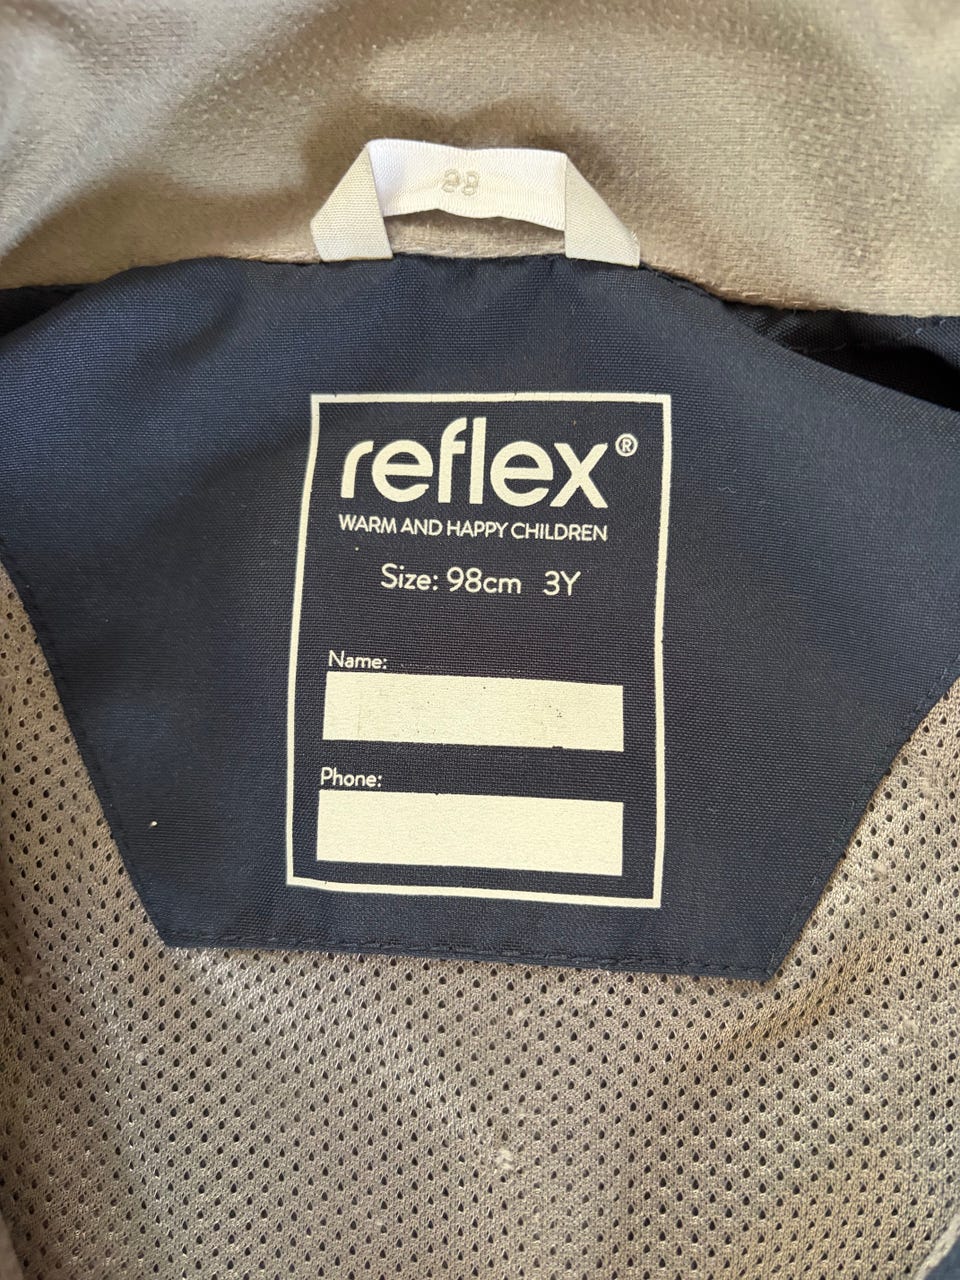 98
reflex®
WARM AND HAPPY CHILDREN
Size: 98cm 3Y
Name:
Phone: